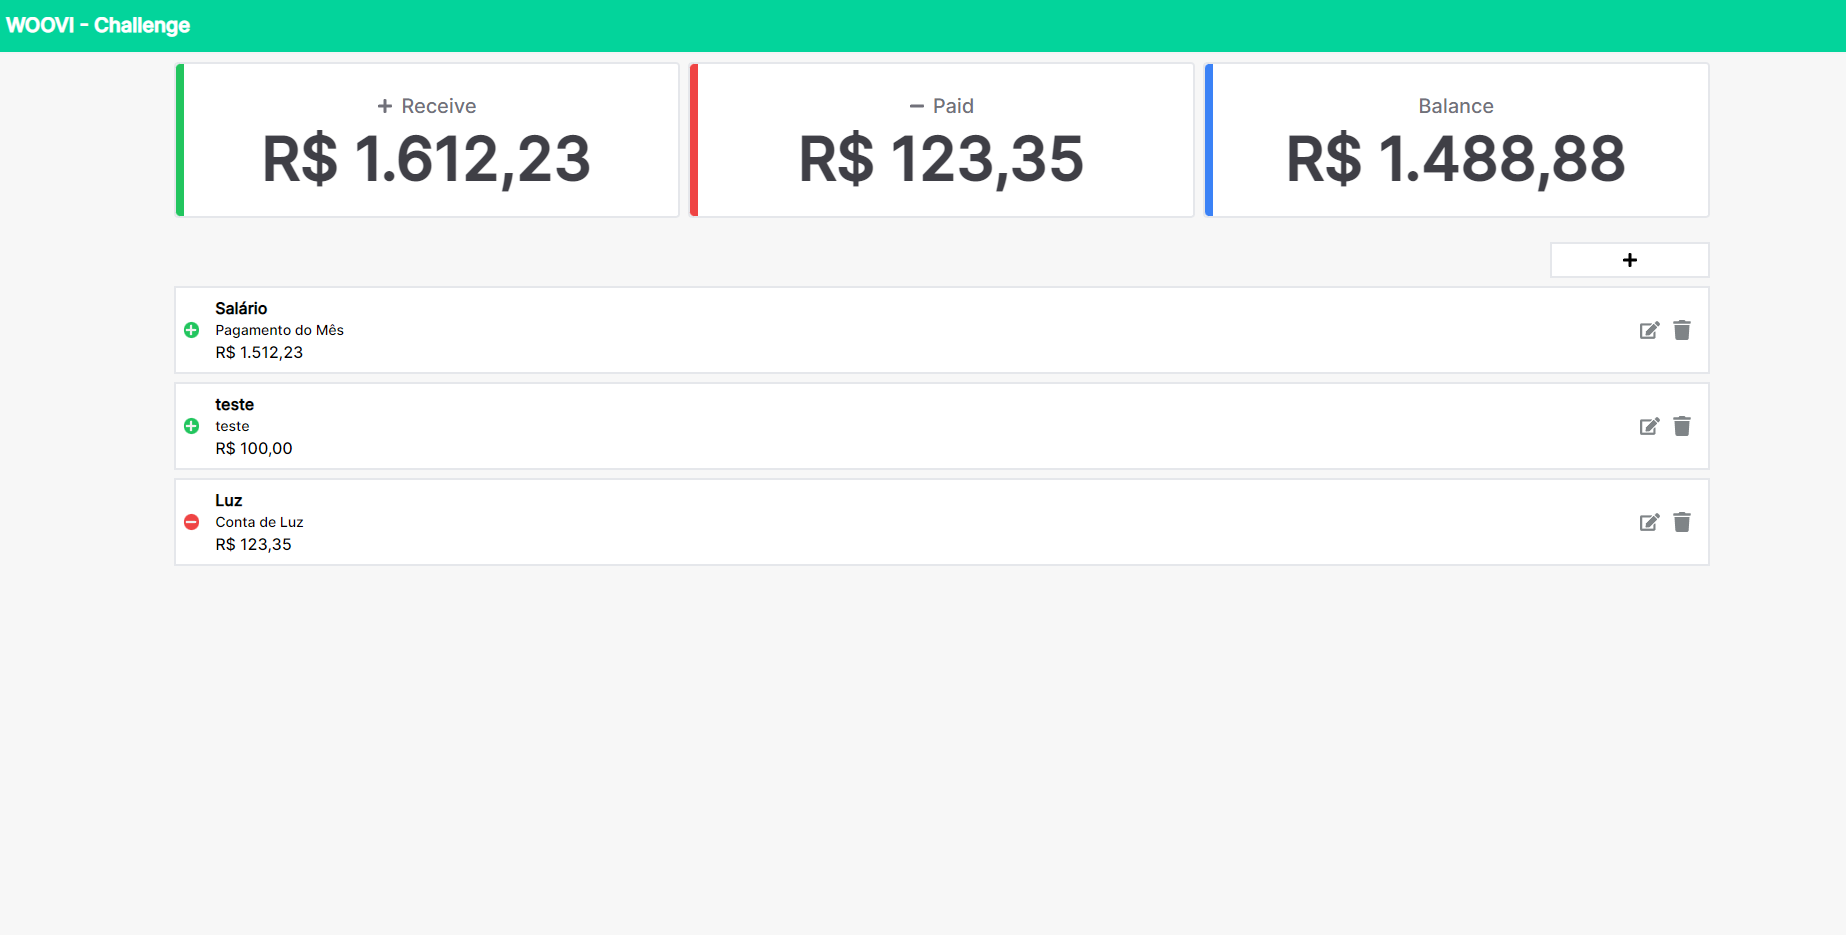 WOOVI - Challenge
+ Receive
R$ 1.612,23
− Paid
R$ 123,35
Balance
R$ 1.488,88
+
Salário
Pagamento do Mês
R$ 1.512,23
teste
teste
R$ 100,00
Luz
Conta de Luz
R$ 123,35